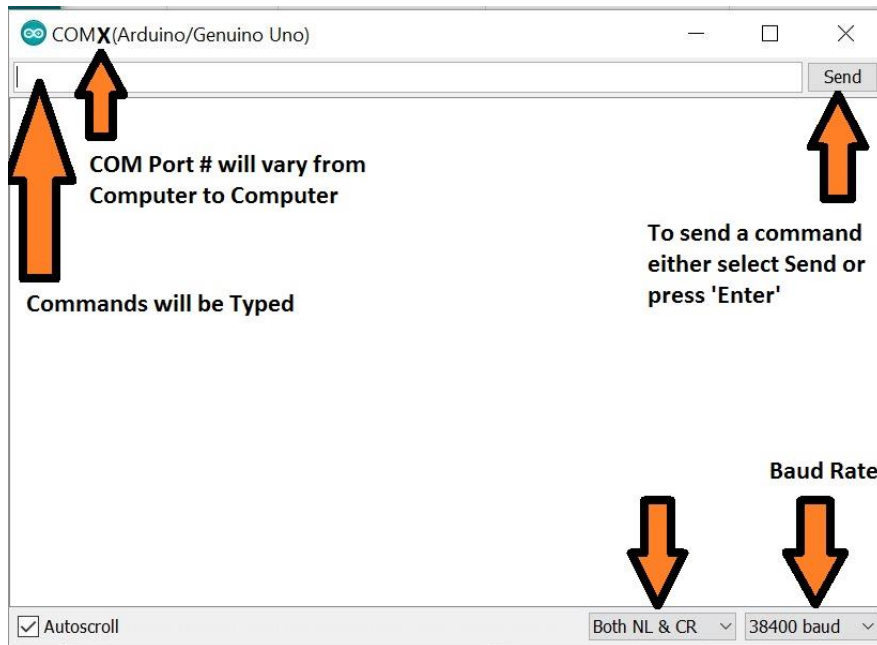 COMX(Arduino/Genuino Uno)
Send
COM Port # will vary from
Computer to Computer
To send a command
either select Send or
press 'Enter'
Commands will be Typed
Baud Rate
Autoscroll
Both NL & CR
38400 baud